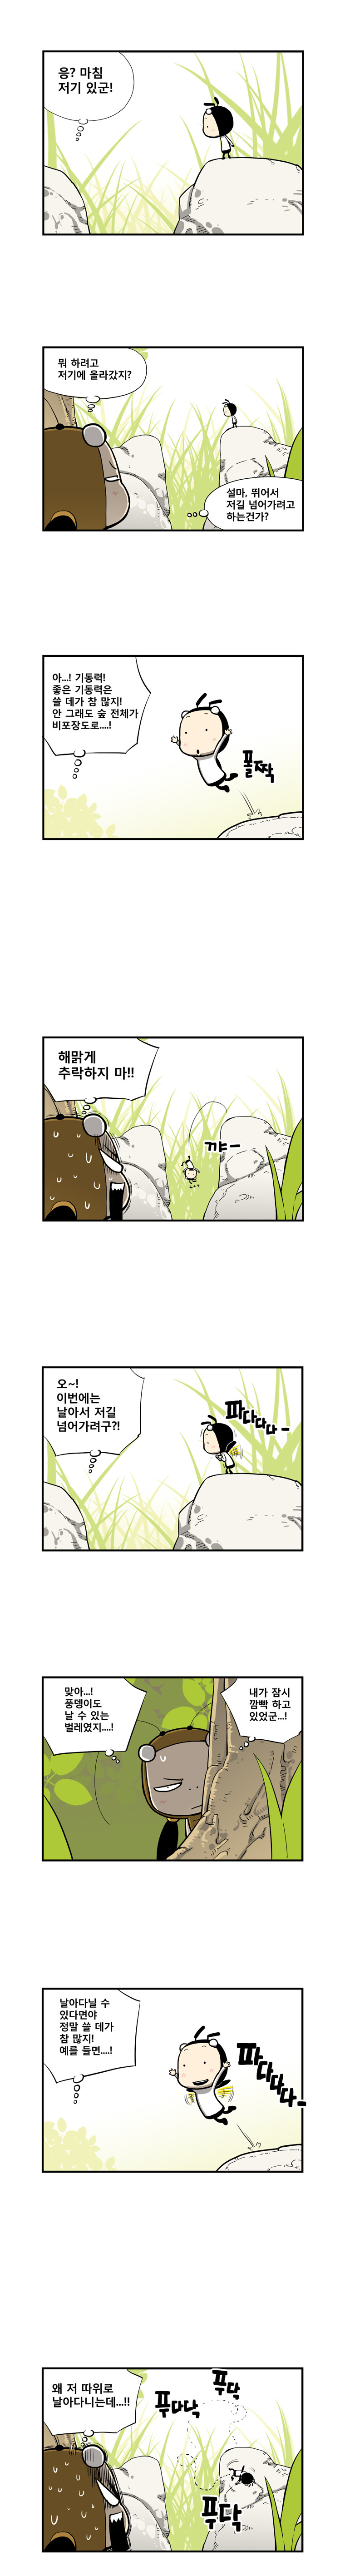 응? 마침
저기 있군!
뭐 하려고
저기에 올라갔지?
설마, 뛰어서
저길 넘어가려고
하는건가?
아...! 기동력!
좋은 기동력은
쓸 데가 참 많지!
안 그래도 숲 전체가
비포장도로....!
폴짝
해맑게
추락하지 마!!
꺄ー
오~!
이번에는
날아서 저길
넘어가려구?!
파다다다ー
맞아...!
풍뎅이도
날 수 있는
벌레였지....!
내가 잠시
깜빡 하고
있었군...!
날아다닐 수
있다면야
정말 쓸 데가
참 많지!
예를 들면....!
파다다다ー
왜 저 따위로
날아다니는데...!!
푸닥
푸다닥
푸닥